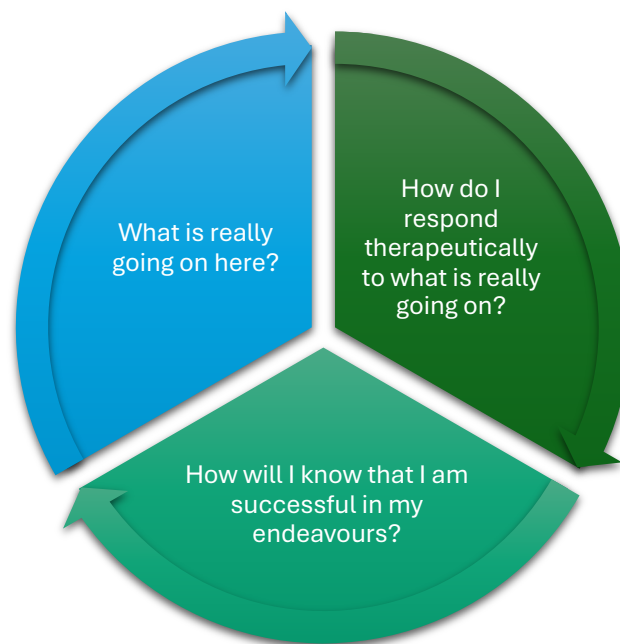 What is really
going on here?
How do I
respond
therapeutically
to what is really
going on?
How will I know that I am
successful in my
endeavours?